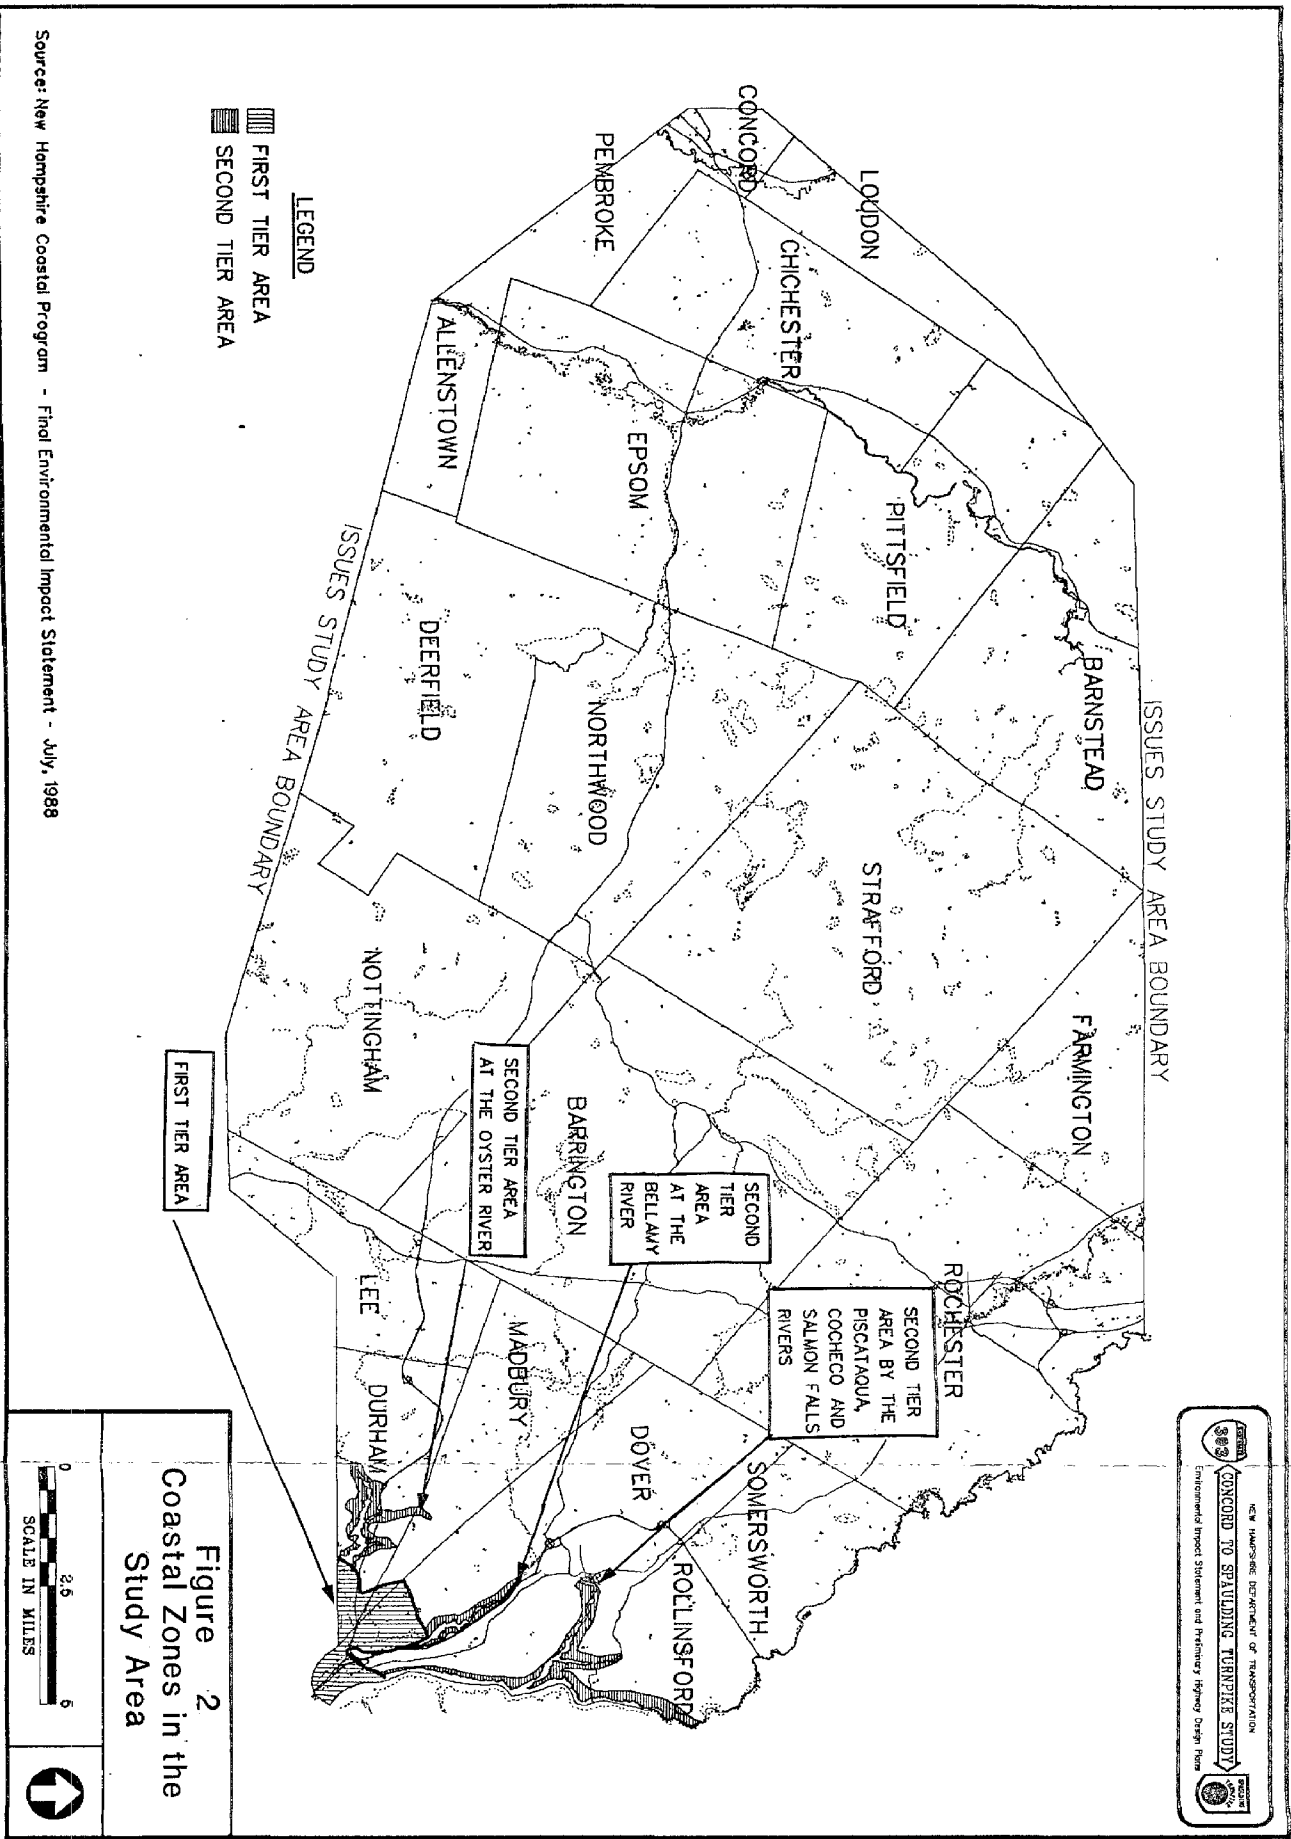 NEW HAMPSHIRE DEPARTMENT OF TRANSPORTATION
393
CONCORD TO SPAULDING TURNPIKE STUDY
Environmental Impact Statement and Preliminary Highway Design Plans
ISSUES STUDY AREA BOUNDARY
LOUDON
CONCORD
CHICHESTER
PEMBROKE
PITTSFIELD
BARNSTEAD
ALLENSTOWN
EPSOM
STRAFFORD
FARMINGTON
NORTHWOOD
DEERFIELD
ISSUES STUDY AREA BOUNDARY
NOTTINGHAM
BARRINGTON
ROCHESTER
LEE
MADBURY
DURHAM
DOVER
SOMERSWORTH
ROLLINSFORD
SECOND TIER
AREA BY THE
PISCATAQUA,
COCHECO AND
SALMON FALLS
RIVERS
SECOND
TIER
AREA
AT THE
BELLAMY
RIVER
SECOND TIER AREA
AT THE OYSTER RIVER
FIRST TIER AREA
LEGEND
FIRST TIER AREA
SECOND TIER AREA
Source: New Hampshire Coastal Program - Final Environmental Impact Statement - July, 1988
Figure 2
Coastal Zones in the
Study Area
0 2.5 5
SCALE IN MILES